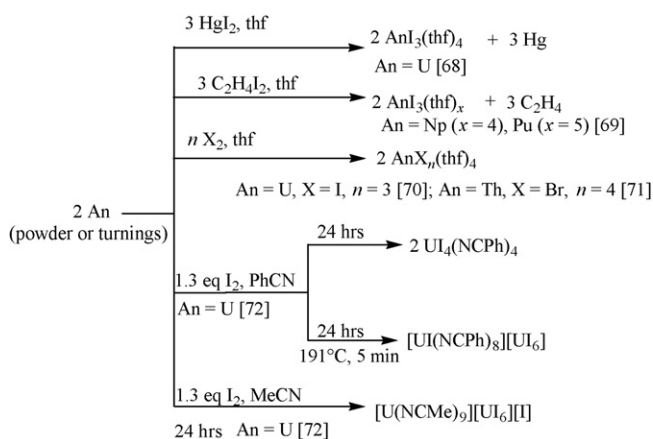 3 HgI₂, thf
2 AnI₃(thf)₄ + 3 Hg
An = U [68]
3 C₂H₄I₂, thf
2 AnI₃(thf)ₓ + 3 C₂H₄
An = Np (x = 4), Pu (x = 5) [69]
n X₂, thf
2 AnXₙ(thf)₄
An = U, X = I, n = 3 [70]; An = Th, X = Br, n = 4 [71]
2 An
(powder or turnings)
24 hrs
2 UI₄(NCPh)₄
1.3 eq I₂, PhCN
An = U [72]
24 hrs
191°C, 5 min
[UI(NCPh)₈][UI₆]
1.3 eq I₂, MeCN
[U(NCMe)₉][UI₆][I]
24 hrs An = U [72]